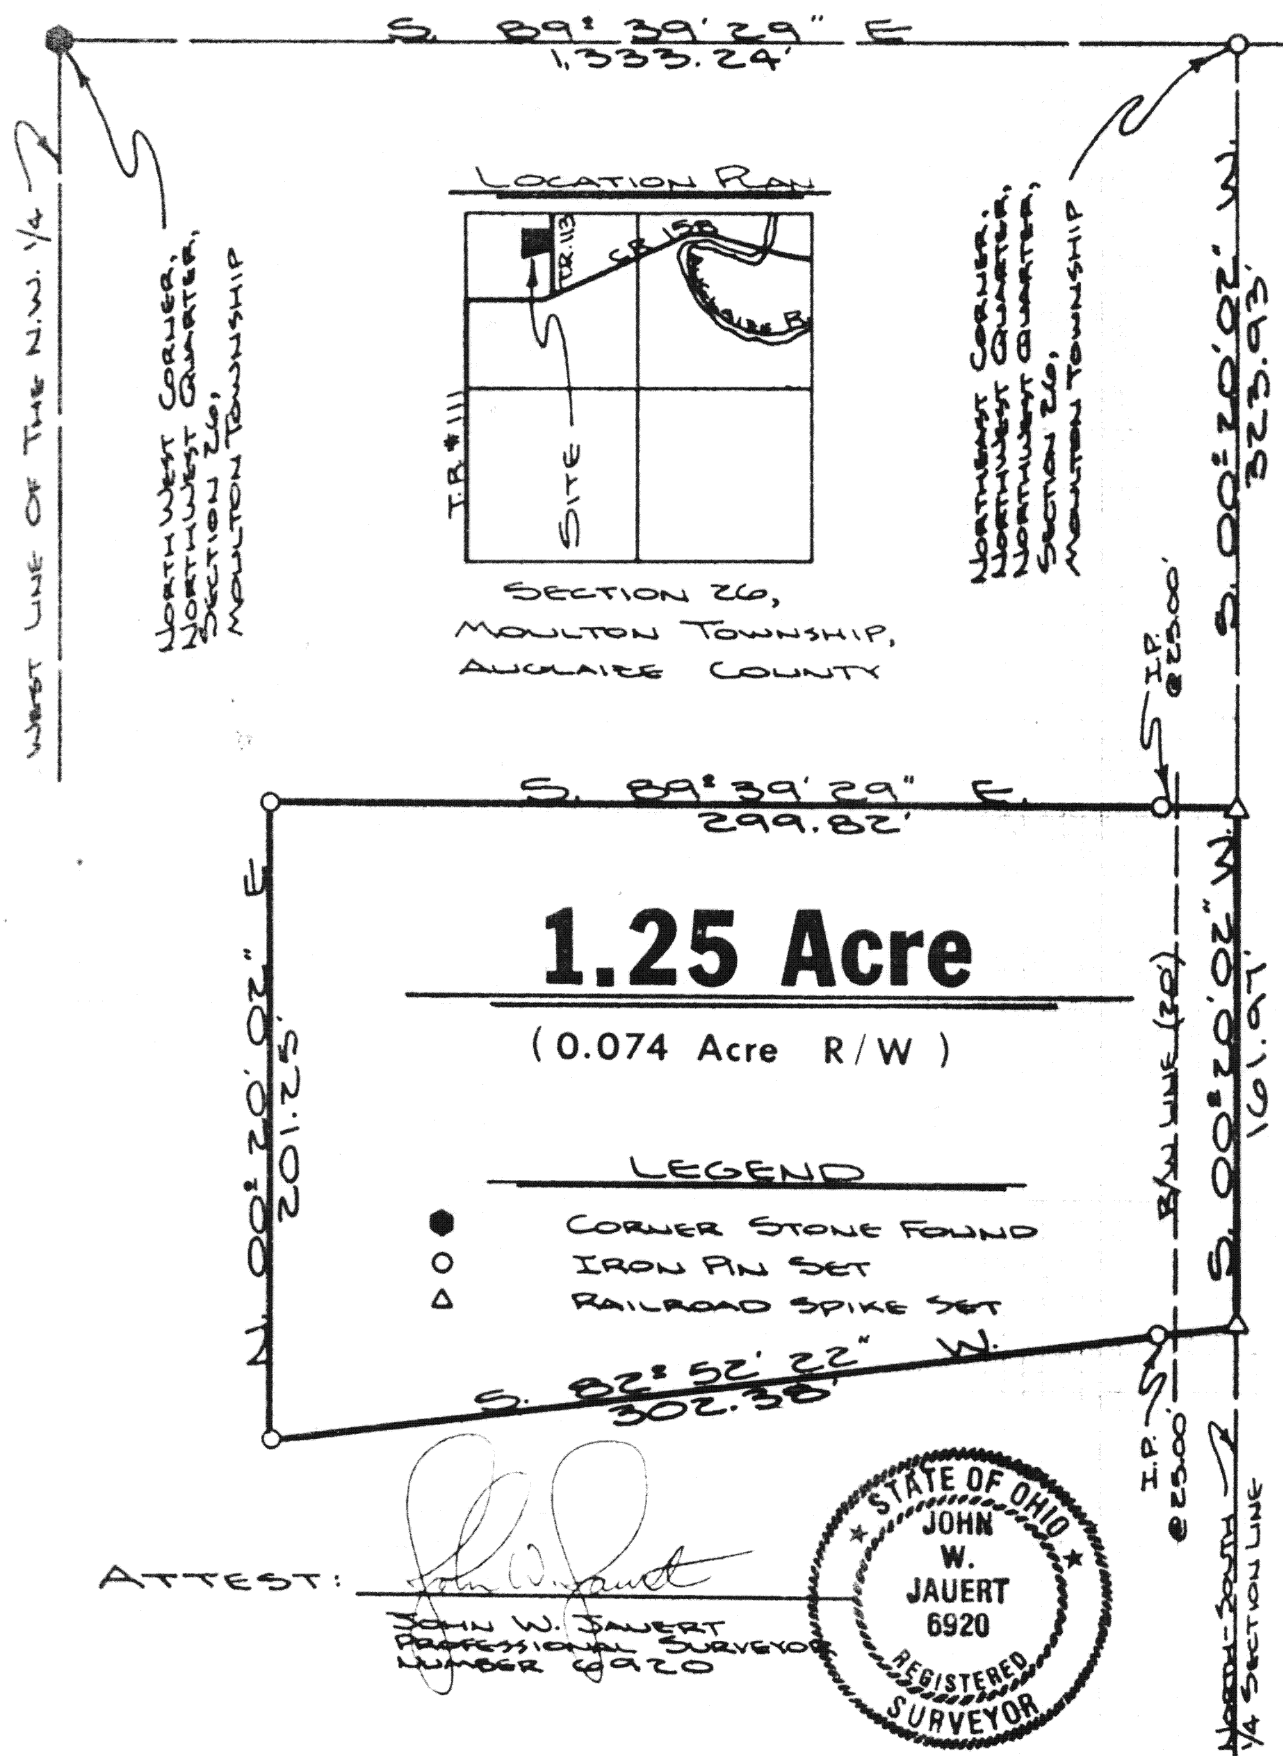 S. 89° 39' 29" E
1,333.24'
WEST LINE OF THE N.W. 1/4
NORTHWEST CORNER,
NORTHWEST QUARTER,
SECTION 26,
MOULTON TOWNSHIP
LOCATION PLAN
T.R. 113
C.R. 15B
AUGLAIZE R.
T.R. # 111
SITE
SECTION 26,
MOULTON TOWNSHIP,
AUGLAIZE COUNTY
NORTHEAST CORNER,
NORTHWEST QUARTER,
NORTHWEST QUARTER,
SECTION 26,
MOULTON TOWNSHIP
S. 00° 20' 02" W.
323.93'
I.P.
@ 25.00'
S. 89° 39' 29" E.
299.82'
N. 00° 20' 02" E
201.25'
1.25 Acre
(0.074 Acre R/W)
R/W LINE (20')
S. 00° 20' 02" W.
161.97'
LEGEND
CORNER STONE FOUND
IRON PIN SET
RAILROAD SPIKE SET
S. 82° 52' 22" W.
302.38'
I.P.
@ 25.00'
NORTH-SOUTH
1/4 SECTION LINE
ATTEST: John W. Jauert
JOHN W. JAUERT
PROFESSIONAL SURVEYOR
NUMBER 6920
STATE OF OHIO
JOHN
W.
JAUERT
6920
REGISTERED
SURVEYOR